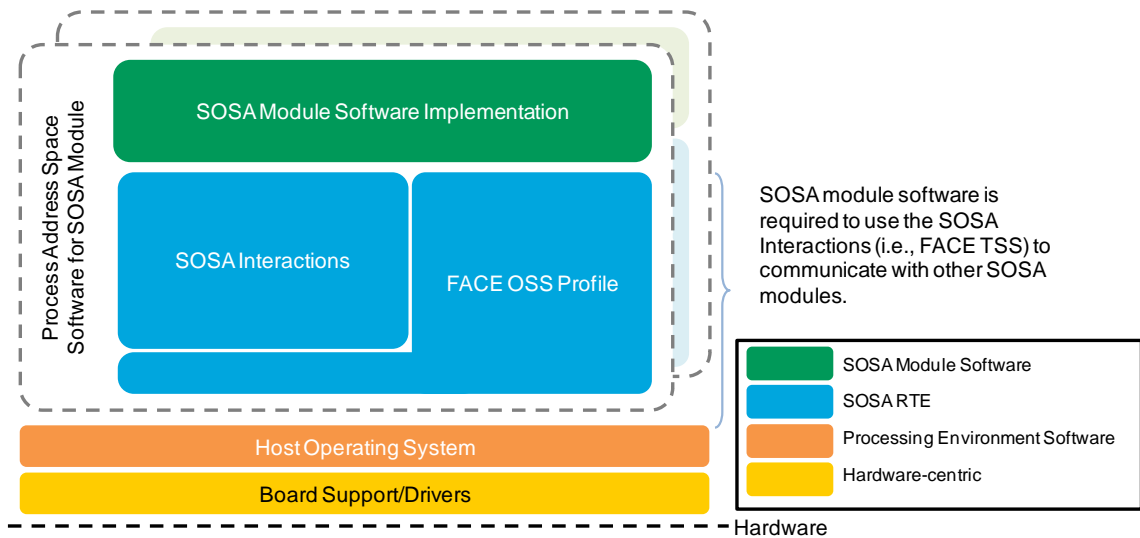 Process Address Space
Software for SOSA Module
SOSA Module Software Implementation
SOSA Interactions
FACE OSS Profile
Host Operating System
Board Support/Drivers
Hardware
SOSA module software is
required to use the SOSA
Interactions (i.e., FACE TSS) to
communicate with other SOSA
modules.
SOSA Module Software
SOSA RTE
Processing Environment Software
Hardware-centric